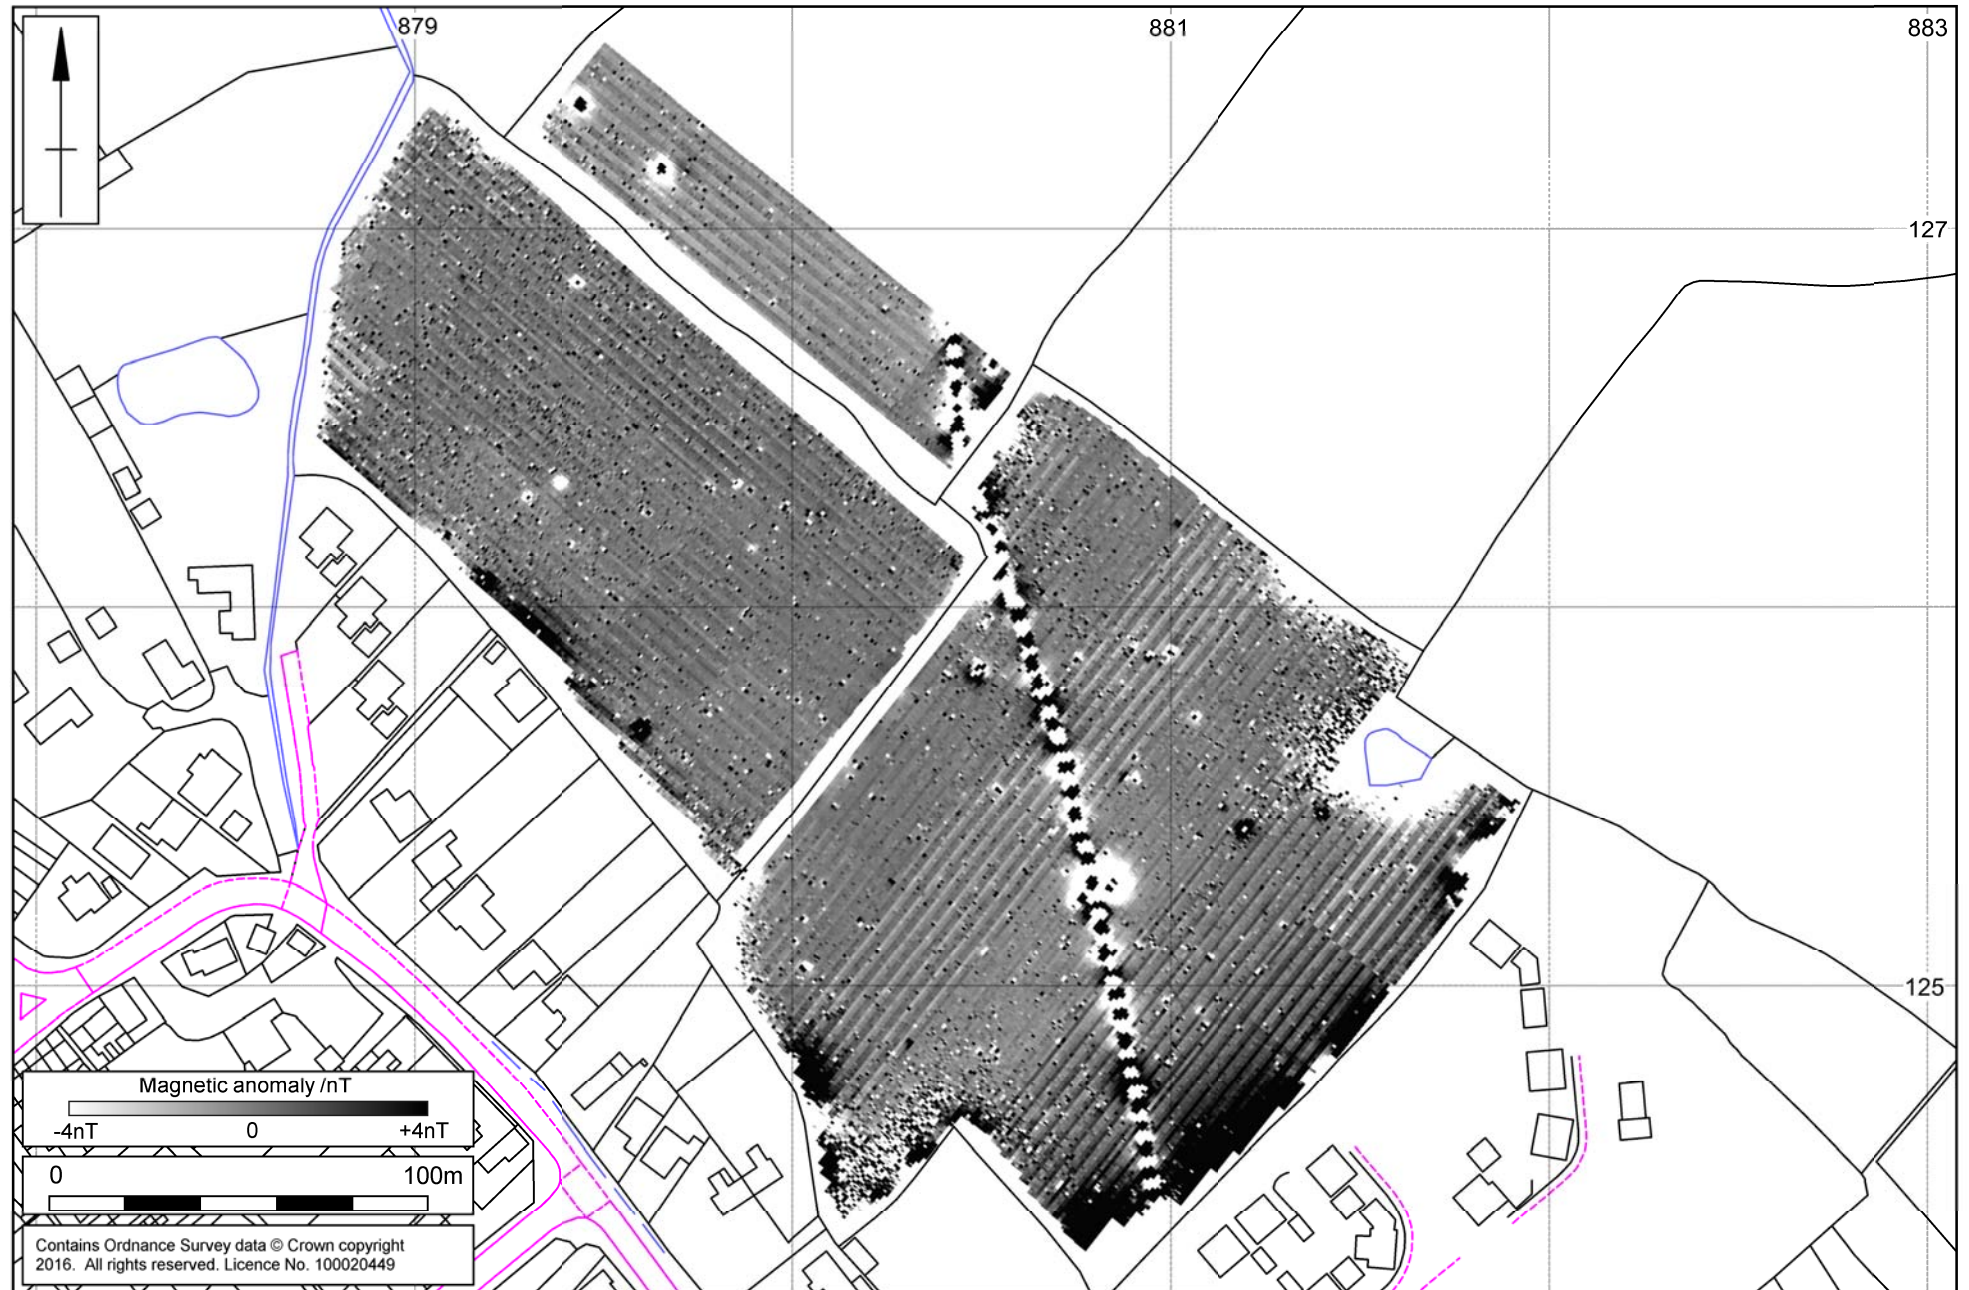 879
881
883
127
125
Magnetic anomaly /nT
-4nT 0 +4nT
0 100m
Contains Ordnance Survey data © Crown copyright
2016. All rights reserved. Licence No. 100020449